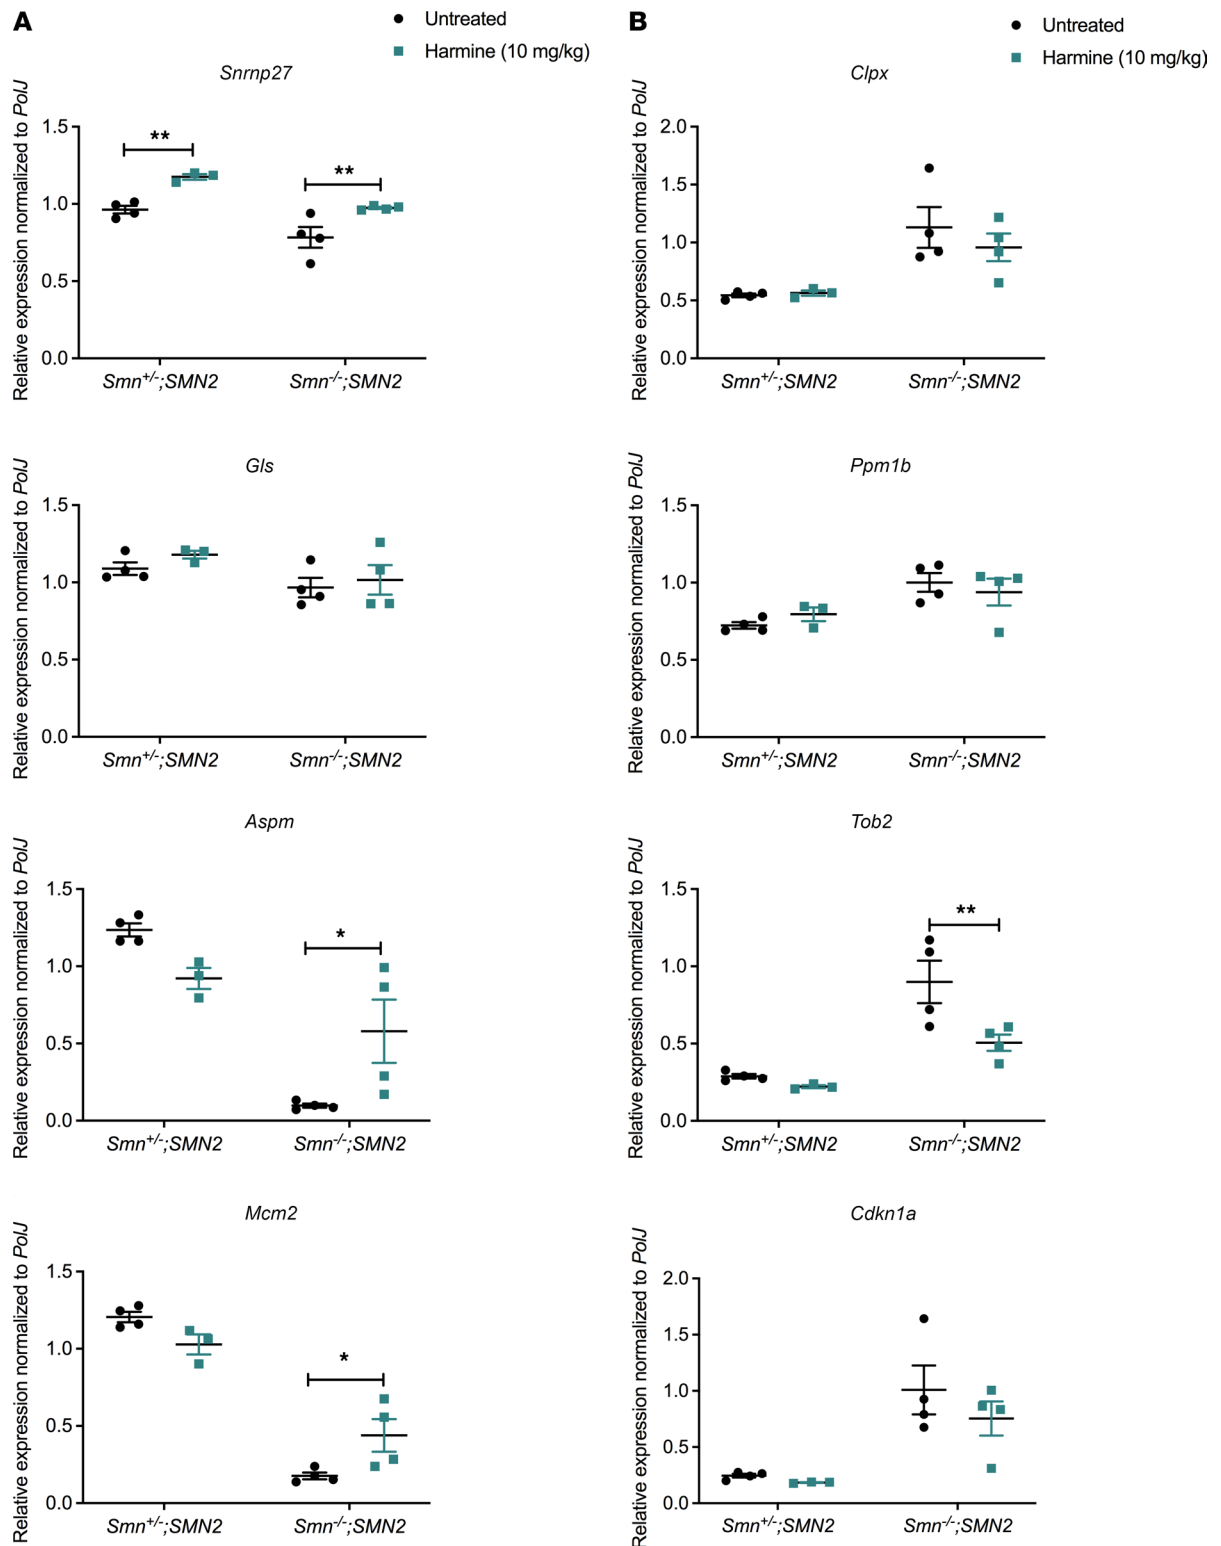 A
Untreated
Harmine (10 mg/kg)
Snrnp27
Relative expression normalized to PolJ
1.5
**
**
1.0
0.5
0.0
Smn+/-;SMN2 Smn-/-;SMN2
Gls
Relative expression normalized to PolJ
1.5
1.0
0.5
0.0
Smn+/-;SMN2 Smn-/-;SMN2
Aspm
Relative expression normalized to PolJ
1.5
*
1.0
0.5
0.0
Smn+/-;SMN2 Smn-/-;SMN2
Mcm2
Relative expression normalized to PolJ
1.5
1.0
*
0.5
0.0
Smn+/-;SMN2 Smn-/-;SMN2
B
Untreated
Harmine (10 mg/kg)
Clpx
Relative expression normalized to PolJ
2.0
1.5
1.0
0.5
0.0
Smn+/-;SMN2 Smn-/-;SMN2
Ppm1b
Relative expression normalized to PolJ
1.5
1.0
0.5
0.0
Smn+/-;SMN2 Smn-/-;SMN2
Tob2
Relative expression normalized to PolJ
1.5
**
1.0
0.5
0.0
Smn+/-;SMN2 Smn-/-;SMN2
Cdkn1a
Relative expression normalized to PolJ
2.0
1.5
1.0
0.5
0.0
Smn+/-;SMN2 Smn-/-;SMN2